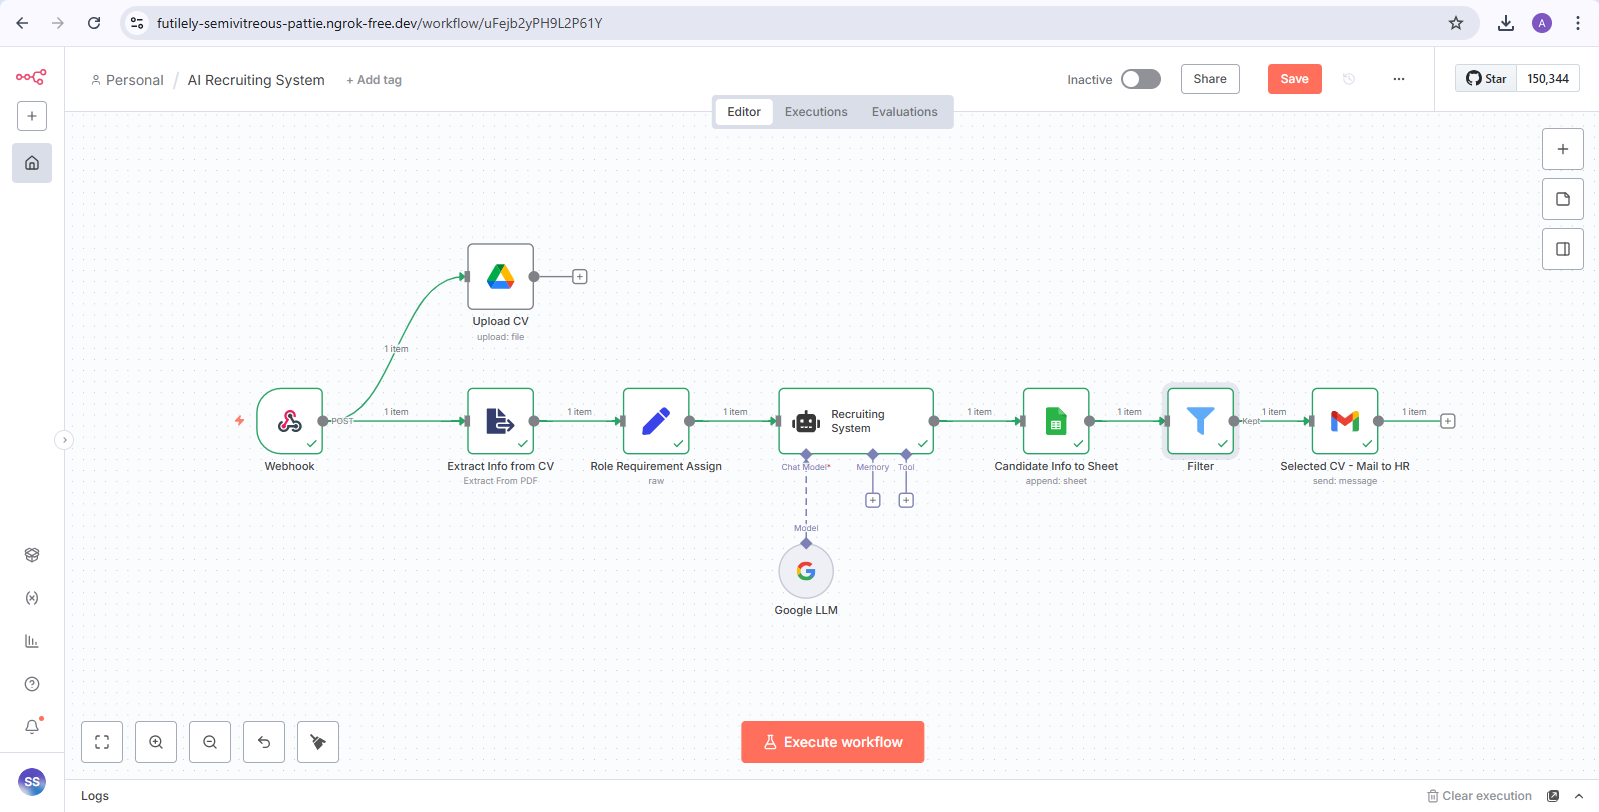 futilely-semivitreous-pattie.ngrok-free.dev/workflow/uFejb2yPH9L2P61Y
A
Personal / AI Recruiting System + Add tag
Inactive
Share
Save
Star 150,344
Editor Executions Evaluations
Upload CV
upload: file
1 item
POST
1 item
1 item
1 item
Recruiting
System
1 item
1 item
Kept
1 item
1 item
Webhook
Extract Info from CV
Extract From PDF
Role Requirement Assign
raw
Chat Model*
Memory
Tool
Candidate Info to Sheet
append: sheet
Filter
Selected CV - Mail to HR
send: message
Model
Google LLM
Execute workflow
SS
Logs
Clear execution